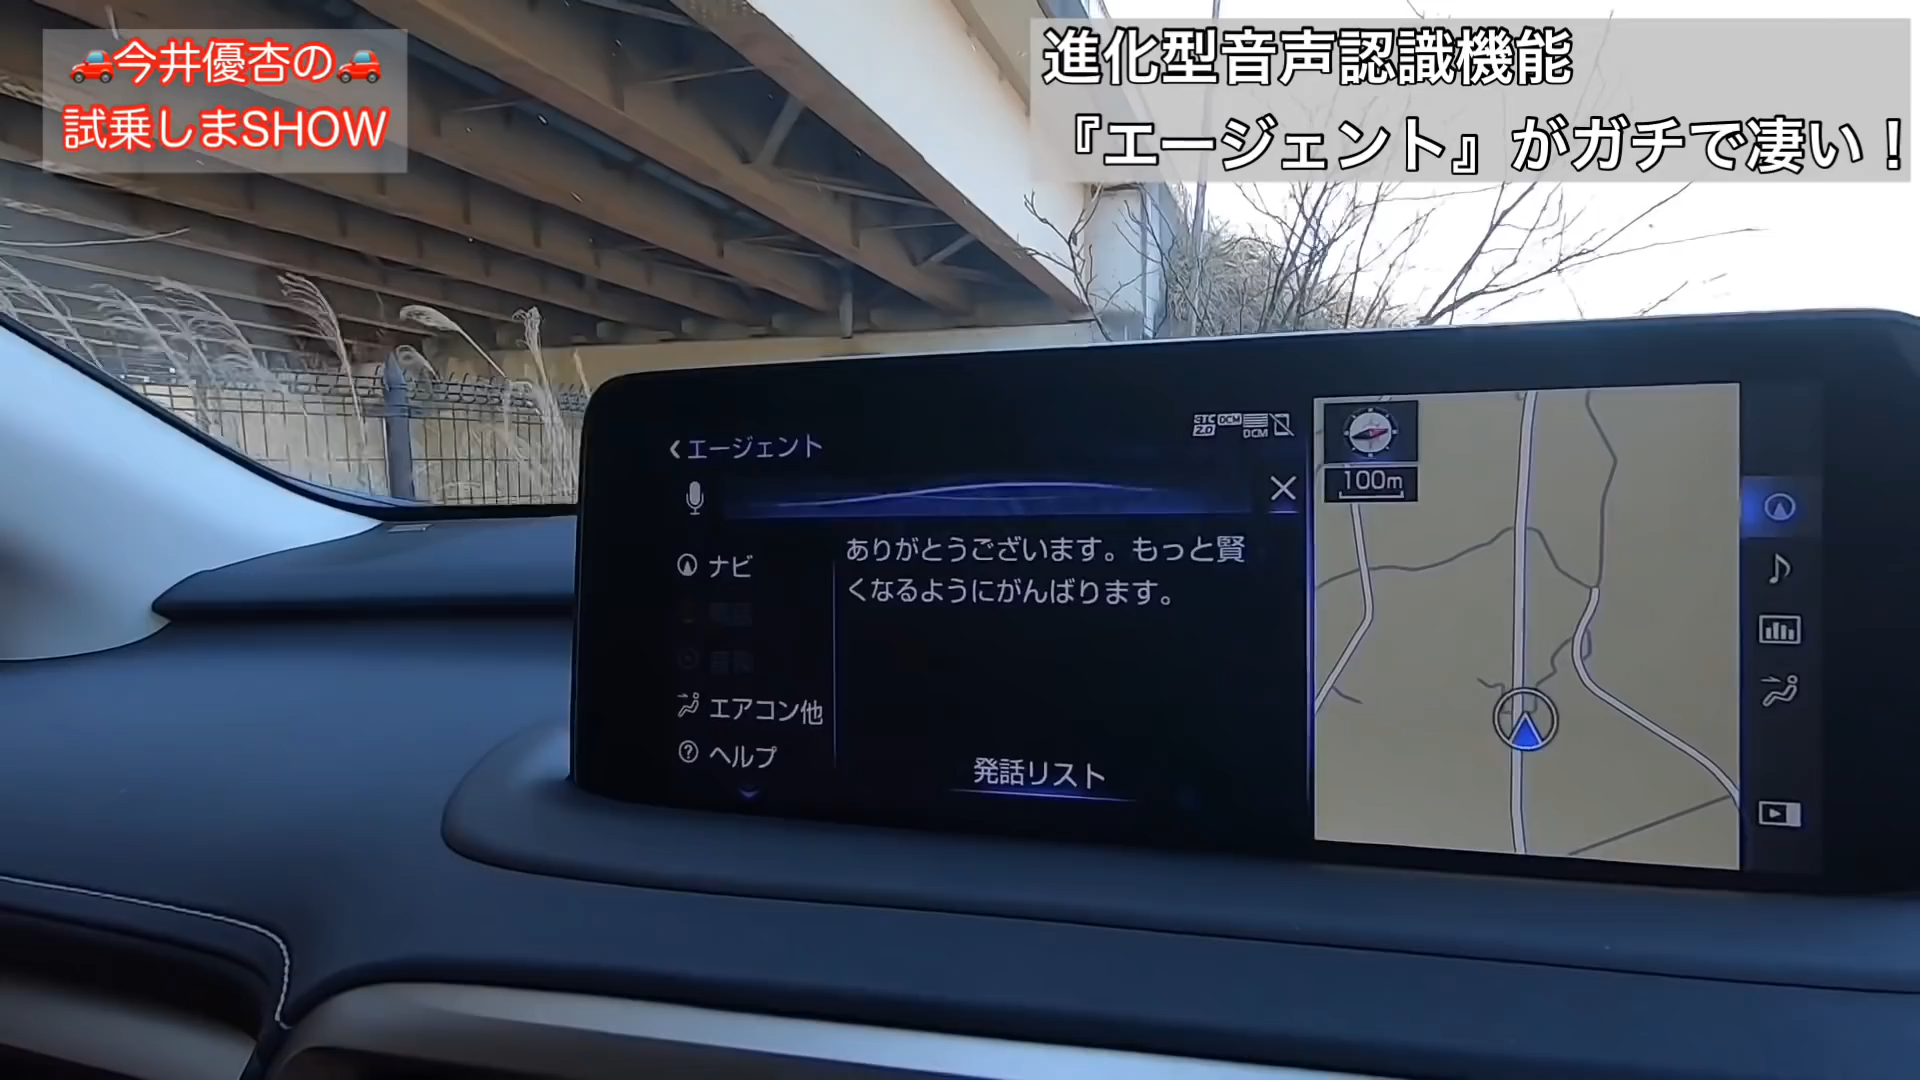 今井優杏の
試乗しまSHOW
進化型音声認識機能
『エージェント』がガチで凄い！
エージェント
ETC 2.0 DCM
DCM
100m
ナビ
ありがとうございます。もっと賢
くなるようにがんばります。
エアコン他
ヘルプ
発話リスト